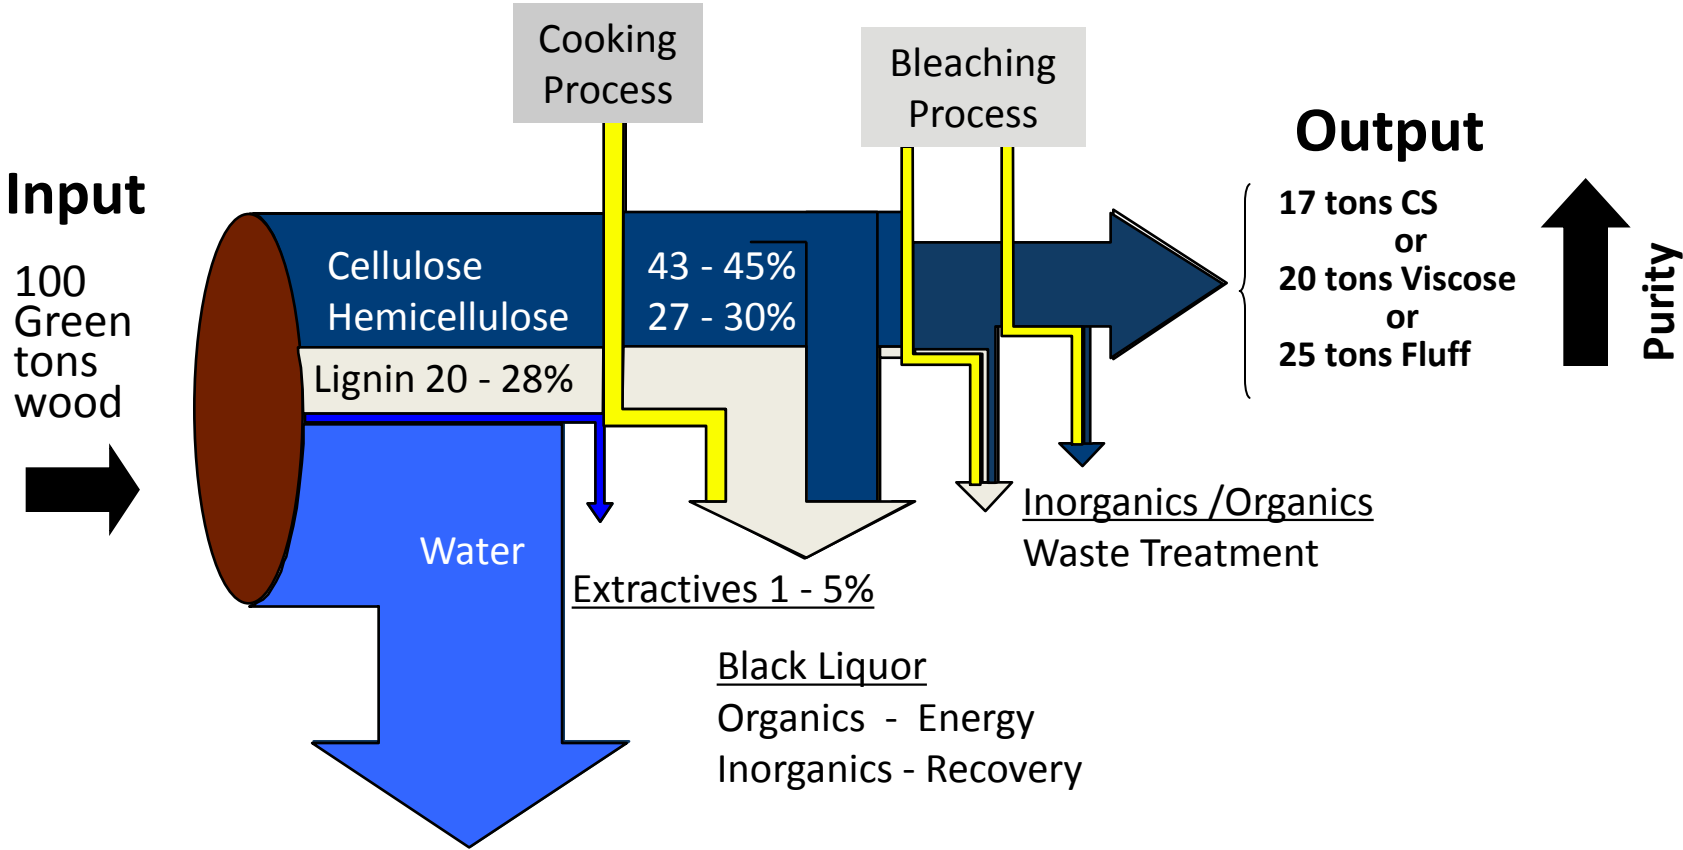 Cooking
Process
Bleaching
Process
Output
Input
100
Green
tons
wood
Cellulose 43 - 45%
Hemicellulose 27 - 30%
Lignin 20 - 28%
Water
Extractives 1 - 5%
Black Liquor
Organics - Energy
Inorganics - Recovery
Inorganics /Organics
Waste Treatment
17 tons CS
or
20 tons Viscose
or
25 tons Fluff
Purity